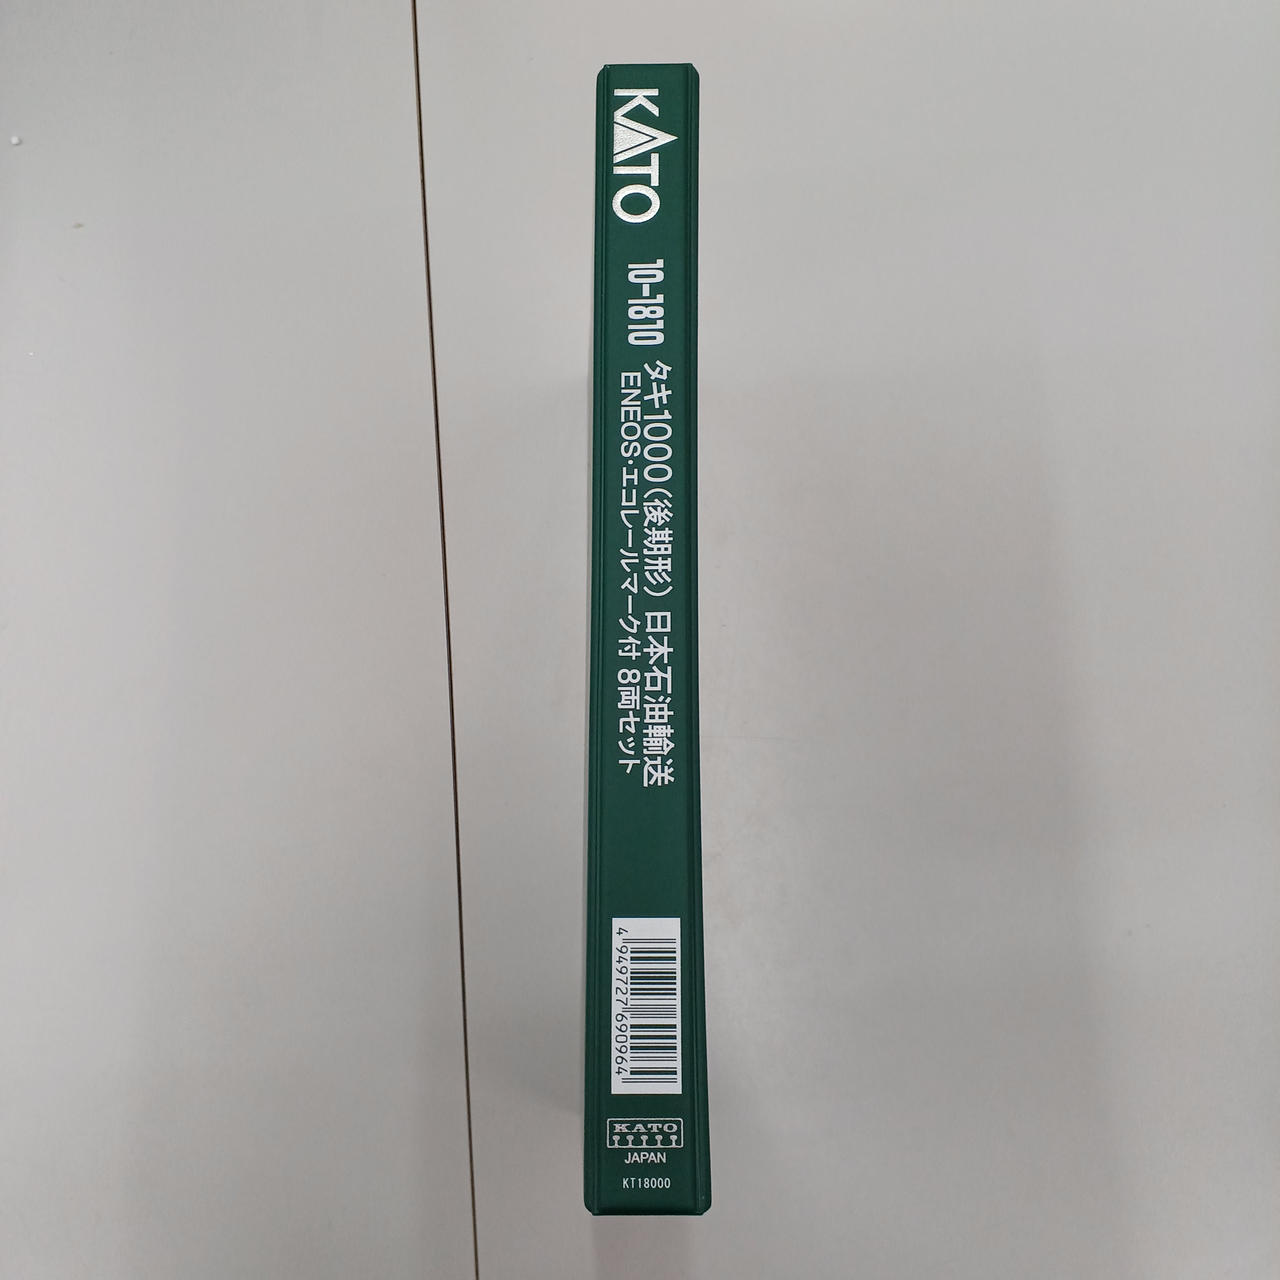 KATO
10-1810
タキ1000(後期形) 日本石油輸送
ENEOS・エコレールマーク付 8両セット
4949727690964
KATO
JAPAN
KT18000